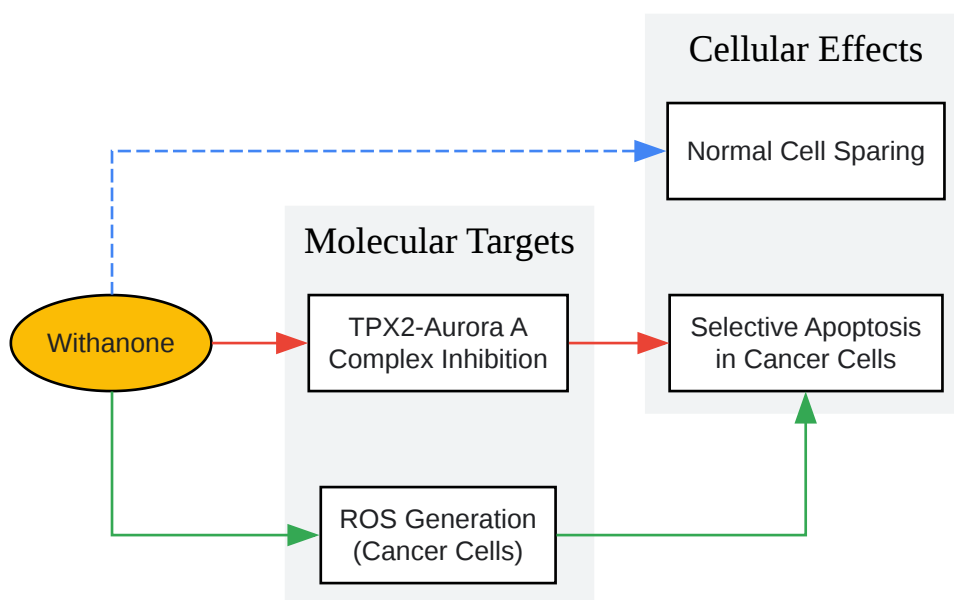 Cellular Effects
Normal Cell Sparing
Molecular Targets
Withanone
TPX2-Aurora A
Complex Inhibition
Selective Apoptosis
in Cancer Cells
ROS Generation
(Cancer Cells)